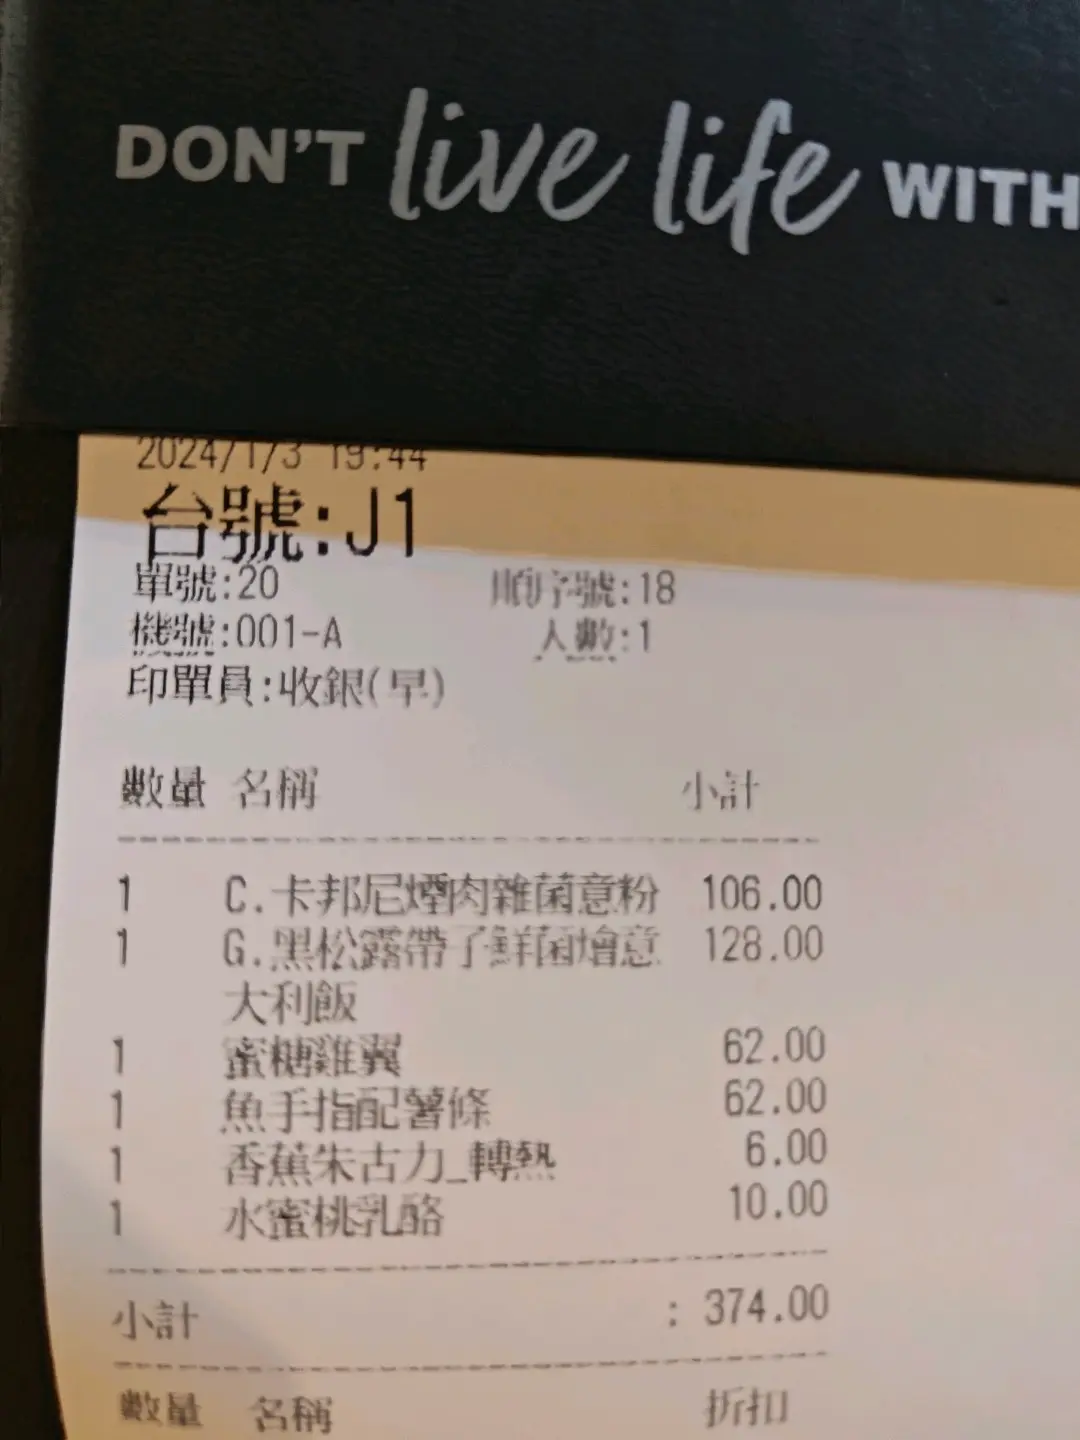 DON'T live life WITH
2024/1/3 19:44
台號:J1
單號:20 順序號:18
機號:001-A 人數:1
印單員:收銀(早)
數量 名稱 小計
1 C.卡邦尼煙肉雜菌意粉 106.00
1 G.黑松露帶子鮮菌燴意 128.00
大利飯
1 蜜糖雞翼 62.00
1 魚手指配薯條 62.00
1 香蕉朱古力_轉熱 6.00
1 水蜜桃乳酪 10.00
小計 : 374.00
數量 名稱 折扣